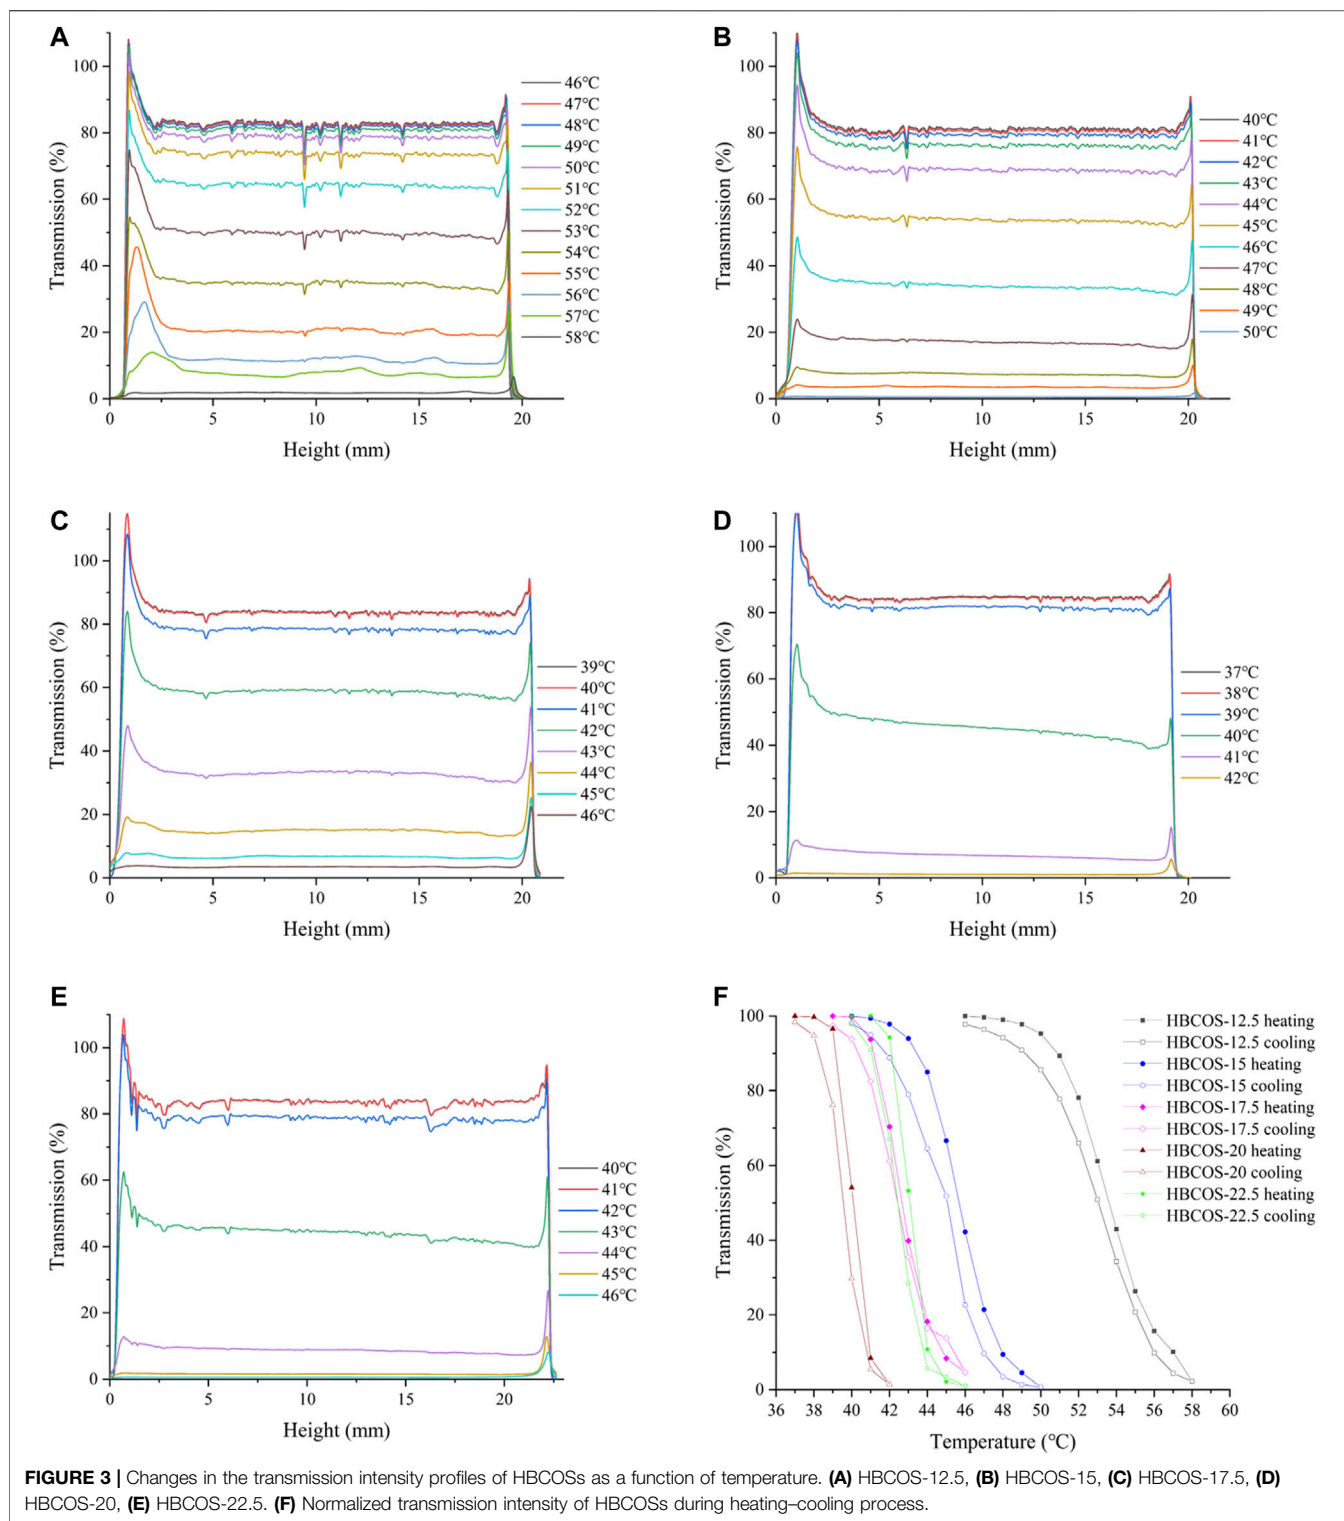 A
Transmission (%)
100
80
60
40
20
0
0 5 10 15 20
Height (mm)
46℃
47℃
48℃
49℃
50℃
51℃
52℃
53℃
54℃
55℃
56℃
57℃
58℃
B
Transmission (%)
100
80
60
40
20
0
0 5 10 15 20
Height (mm)
40℃
41℃
42℃
43℃
44℃
45℃
46℃
47℃
48℃
49℃
50℃
C
Transmission (%)
100
80
60
40
20
0
0 5 10 15 20
Height (mm)
39℃
40℃
41℃
42℃
43℃
44℃
45℃
46℃
D
Transmission (%)
100
80
60
40
20
0
0 5 10 15 20
Height (mm)
37℃
38℃
39℃
40℃
41℃
42℃
E
Transmission (%)
100
80
60
40
20
0
0 5 10 15 20
Height (mm)
40℃
41℃
42℃
43℃
44℃
45℃
46℃
F
Transmission (%)
100
80
60
40
20
0
36 38 40 42 44 46 48 50 52 54 56 58 60
Temperature (℃)
HBCOS-12.5 heating
HBCOS-12.5 cooling
HBCOS-15 heating
HBCOS-15 cooling
HBCOS-17.5 heating
HBCOS-17.5 cooling
HBCOS-20 heating
HBCOS-20 cooling
HBCOS-22.5 heating
HBCOS-22.5 cooling
FIGURE 3 | Changes in the transmission intensity profiles of HBCOSs as a function of temperature. (A) HBCOS-12.5, (B) HBCOS-15, (C) HBCOS-17.5, (D)
HBCOS-20, (E) HBCOS-22.5. (F) Normalized transmission intensity of HBCOSs during heating–cooling process.